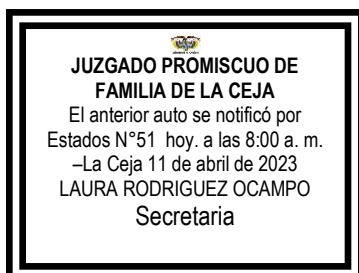 JUZGADO PROMISCUO DE
FAMILIA DE LA CEJA
El anterior auto se notificó por
Estados N°51 hoy. a las 8:00 a. m.
–La Ceja 11 de abril de 2023
LAURA RODRIGUEZ OCAMPO
Secretaria